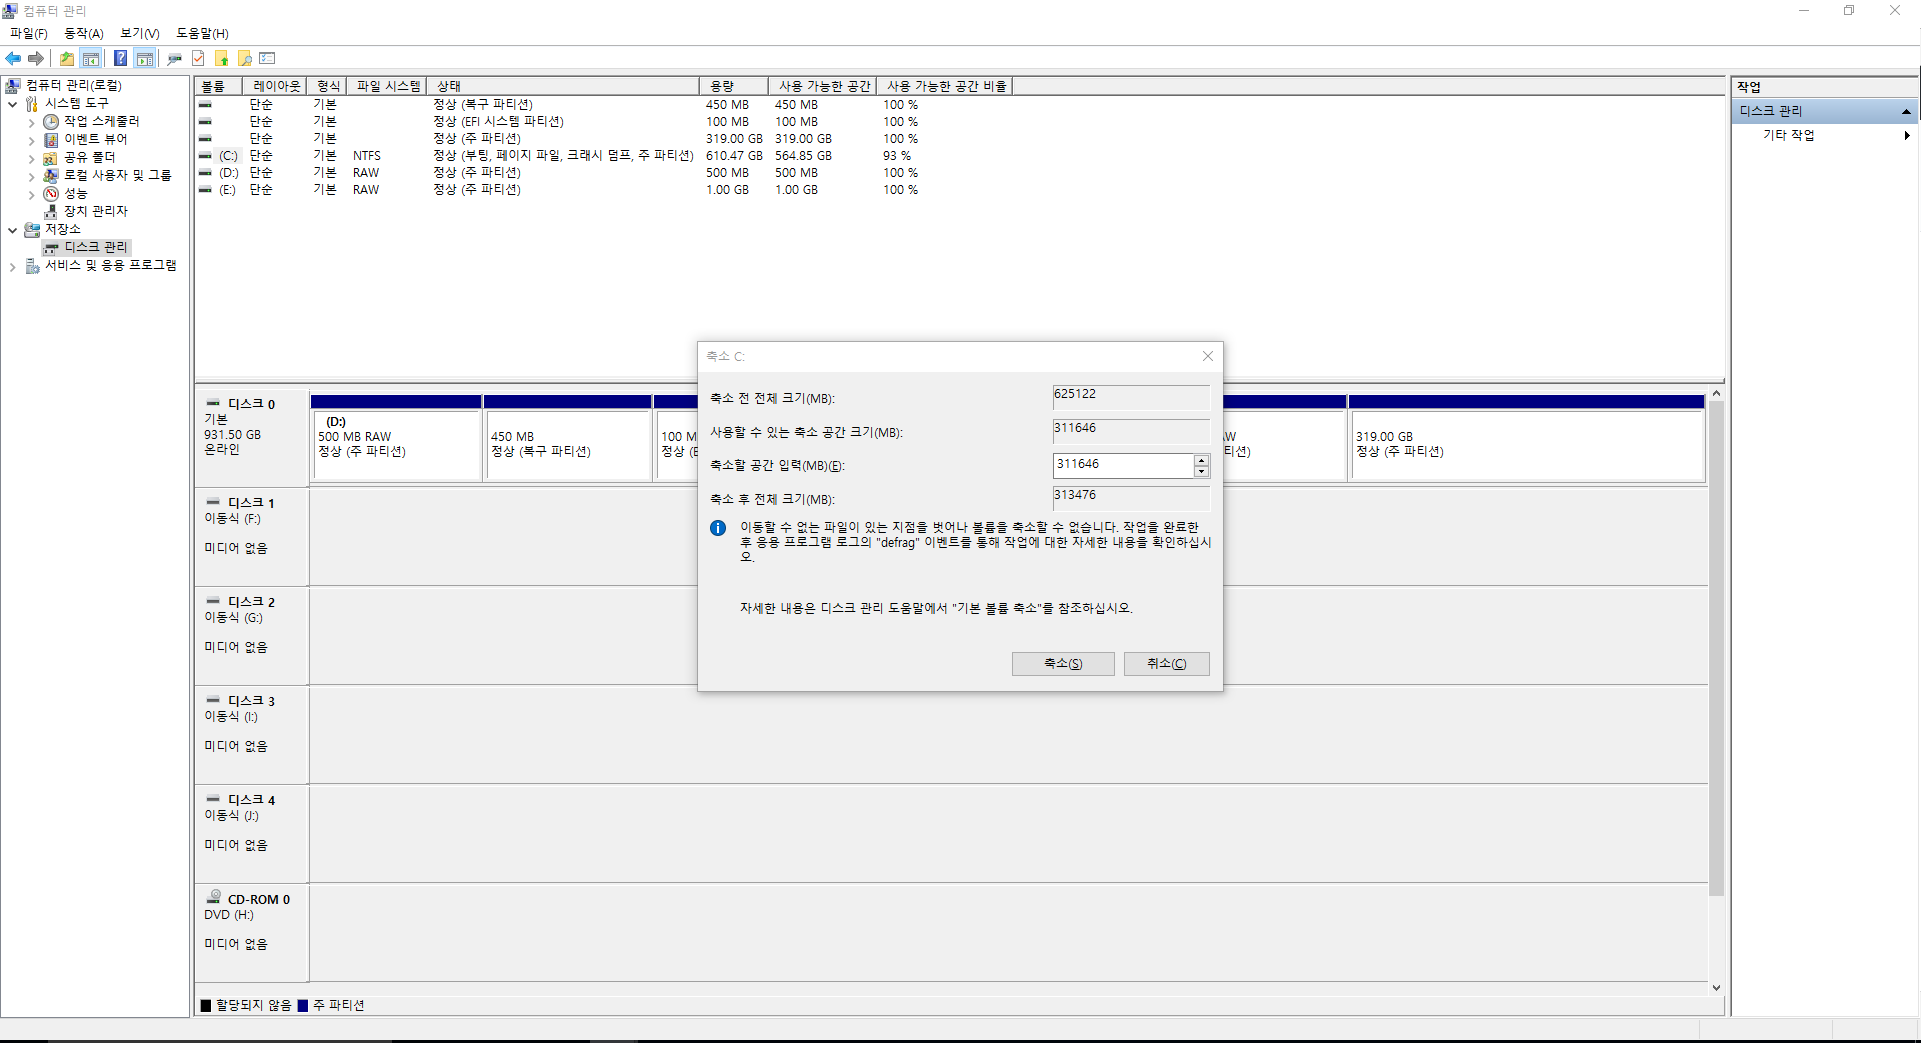 컴퓨터 관리
파일(F) 동작(A) 보기(V) 도움말(H)
컴퓨터 관리(로컬)
시스템 도구
작업 스케줄러
이벤트 뷰어
공유 폴더
로컬 사용자 및 그룹
성능
장치 관리자
저장소
디스크 관리
서비스 및 응용 프로그램
볼륨 레이아웃 형식 파일 시스템 상태 용량 사용 가능한 공간 사용 가능한 공간 비율
단순 기본 정상 (복구 파티션) 450 MB 450 MB 100 %
단순 기본 정상 (EFI 시스템 파티션) 100 MB 100 MB 100 %
단순 기본 정상 (주 파티션) 319.00 GB 319.00 GB 100 %
(C:) 단순 기본 NTFS 정상 (부팅, 페이지 파일, 크래시 덤프, 주 파티션) 610.47 GB 564.85 GB 93 %
(D:) 단순 기본 RAW 정상 (주 파티션) 500 MB 500 MB 100 %
(E:) 단순 기본 RAW 정상 (주 파티션) 1.00 GB 1.00 GB 100 %
작업
디스크 관리
기타 작업
디스크 0
기본
931.50 GB
온라인
(D:)
500 MB RAW
정상 (주 파티션)
450 MB
정상 (복구 파티션)
100 M
정상 (E
319.00 GB
정상 (주 파티션)
디스크 1
이동식 (F:)
미디어 없음
디스크 2
이동식 (G:)
미디어 없음
디스크 3
이동식 (I:)
미디어 없음
디스크 4
이동식 (J:)
미디어 없음
CD-ROM 0
DVD (H:)
미디어 없음
할당되지 않음 주 파티션
축소 C:
축소 전 전체 크기(MB): 625122
사용할 수 있는 축소 공간 크기(MB): 311646
축소할 공간 입력(MB)(E): 311646
축소 후 전체 크기(MB): 313476
이동할 수 없는 파일이 있는 지점을 벗어나 볼륨을 축소할 수 없습니다. 작업을 완료한
후 응용 프로그램 로그의 "defrag" 이벤트를 통해 작업에 대한 자세한 내용을 확인하십시
오.
자세한 내용은 디스크 관리 도움말에서 "기본 볼륨 축소"를 참조하십시오.
축소(S) 취소(C)